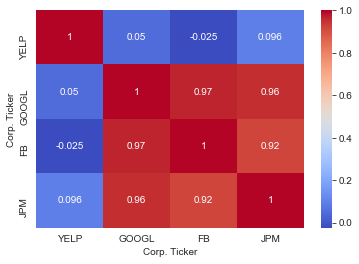 YELP 1 0.05 -0.025 0.096
GOOGL 0.05 1 0.97 0.96
FB -0.025 0.97 1 0.92
JPM 0.096 0.96 0.92 1
YELP GOOGL FB JPM
Corp. Ticker
Corp. Ticker
1.0
0.8
0.6
0.4
0.2
0.0